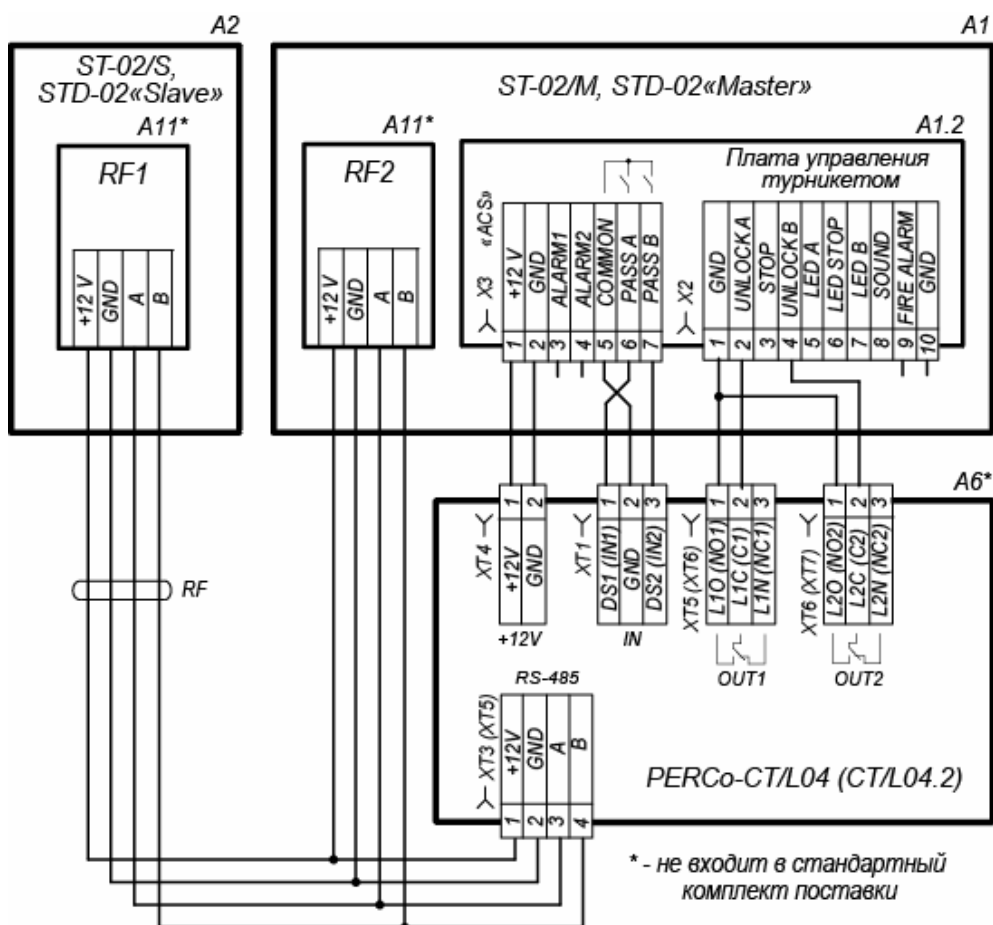 A2
A1
ST-02/S,
STD-02«Slave»
A11*
RF1
+12 V
GND
A
B
ST-02/M, STD-02«Master»
A11*
RF2
+12 V
GND
A
B
A1.2
Плата управления
турникетом
X3 «ACS»
+12 V
GND
ALARM1
ALARM2
COMMON
PASS A
PASS B
1 2 3 4 5 6 7
X2
GND
UNLOCK A
STOP
UNLOCK B
LED A
LED STOP
LED B
SOUND
FIRE ALARM
GND
1 2 3 4 5 6 7 8 9 10
A6*
XT4
1 2
+12V
GND
+12V
XT1
1 2 3
DS1 (IN1)
GND
DS2 (IN2)
IN
XT5 (XT6)
1 2 3
L1O (NO1)
L1C (C1)
L1N (NC1)
OUT1
XT6 (XT7)
1 2 3
L2O (NO2)
L2C (C2)
L2N (NC2)
OUT2
RF
RS-485
XT3 (XT5)
+12V
GND
A
B
1 2 3 4
PERCo-CT/L04 (CT/L04.2)
* - не входит в стандартный
комплект поставки